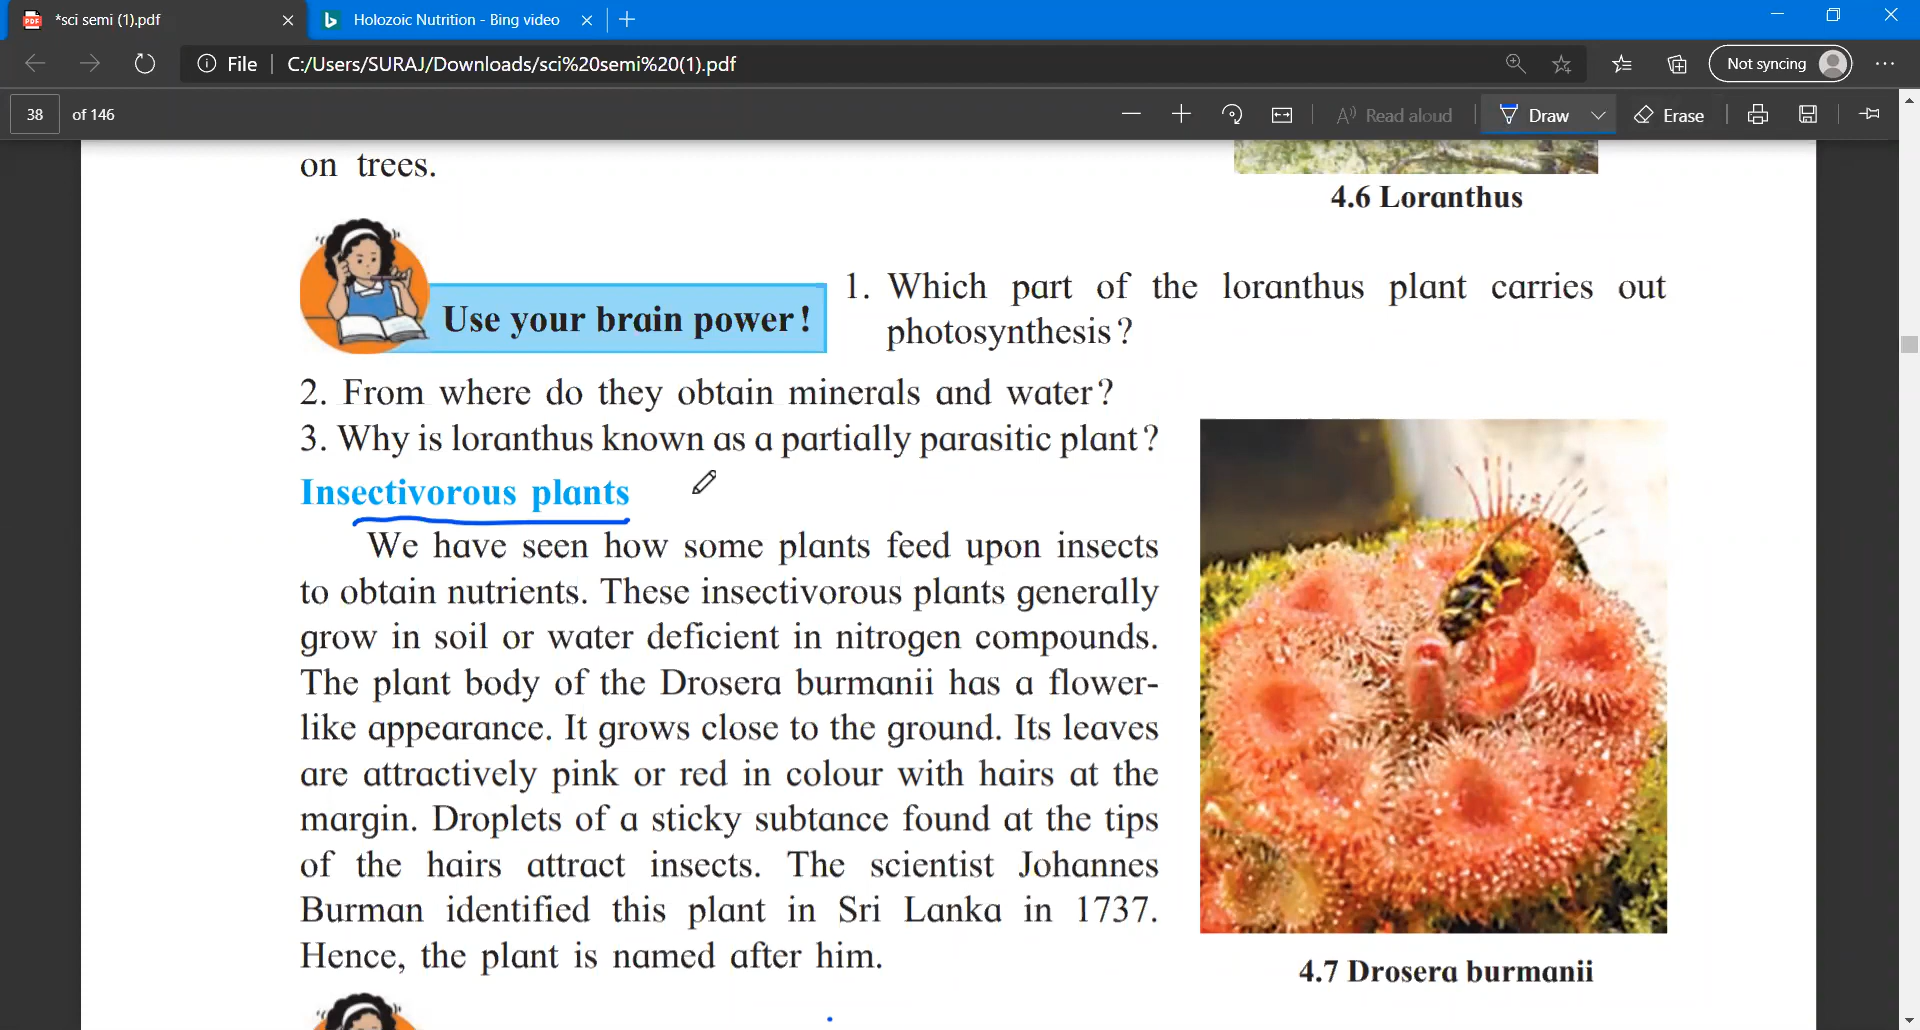 *sci semi (1).pdf
Holozoic Nutrition - Bing video
File
C:/Users/SURAJ/Downloads/sci%20semi%20(1).pdf
Not syncing
38 of 146
Read aloud
Draw
Erase
on trees.
4.6 Loranthus
Use your brain power!
1. Which part of the loranthus plant carries out
photosynthesis?
2. From where do they obtain minerals and water?
3. Why is loranthus known as a partially parasitic plant?
Insectivorous plants
We have seen how some plants feed upon insects
to obtain nutrients. These insectivorous plants generally
grow in soil or water deficient in nitrogen compounds.
The plant body of the Drosera burmanii has a flower-
like appearance. It grows close to the ground. Its leaves
are attractively pink or red in colour with hairs at the
margin. Droplets of a sticky subtance found at the tips
of the hairs attract insects. The scientist Johannes
Burman identified this plant in Sri Lanka in 1737.
Hence, the plant is named after him.
4.7 Drosera burmanii